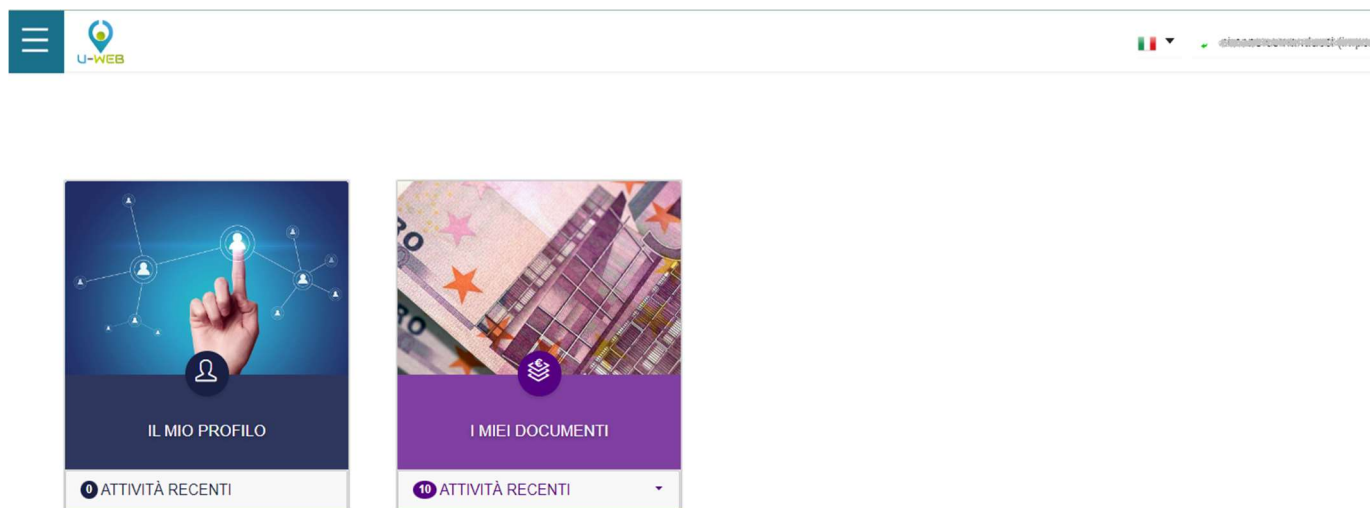 U-WEB
IL MIO PROFILO
I MIEI DOCUMENTI
0 ATTIVITÀ RECENTI
10 ATTIVITÀ RECENTI